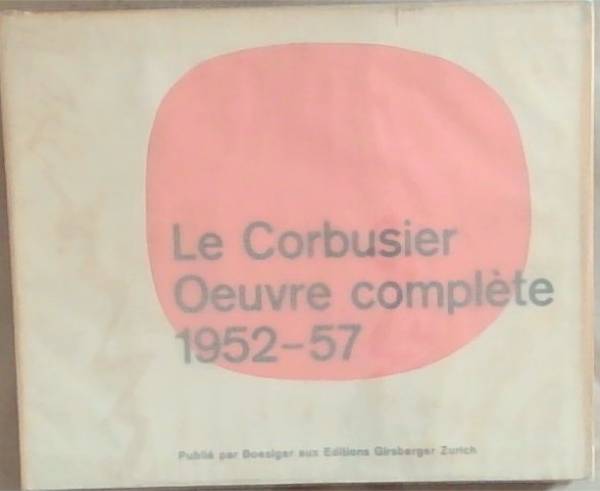 Le Corbusier
Oeuvre complète
1952–57
Publié par Boesiger aux Editions Girsberger Zurich